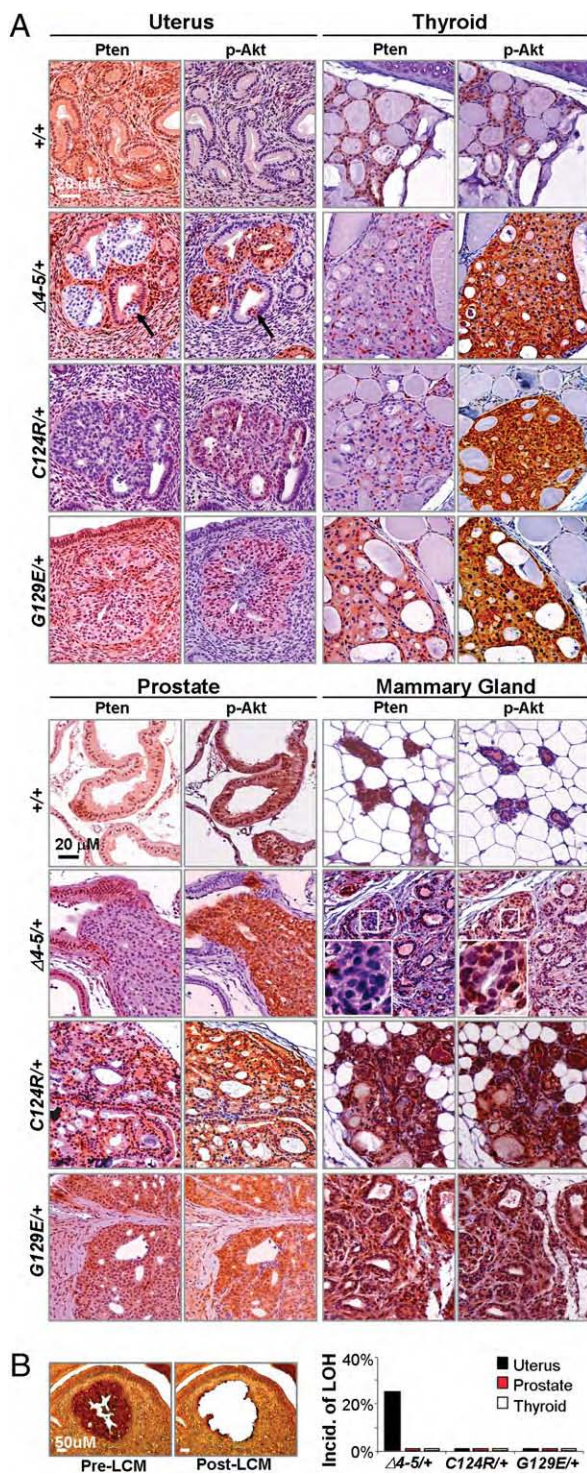 A
Uterus Thyroid
Pten p-Akt Pten p-Akt
+/+
20 µM
Δ4-5/+
C124R/+
G129E/+
Prostate Mammary Gland
Pten p-Akt Pten p-Akt
+/+
20 µM
Δ4-5/+
C124R/+
G129E/+
B
50uM
Pre-LCM Post-LCM
Incid. of LOH
40%
20%
0%
Uterus
Prostate
Thyroid
Δ4-5/+ C124R/+ G129E/+